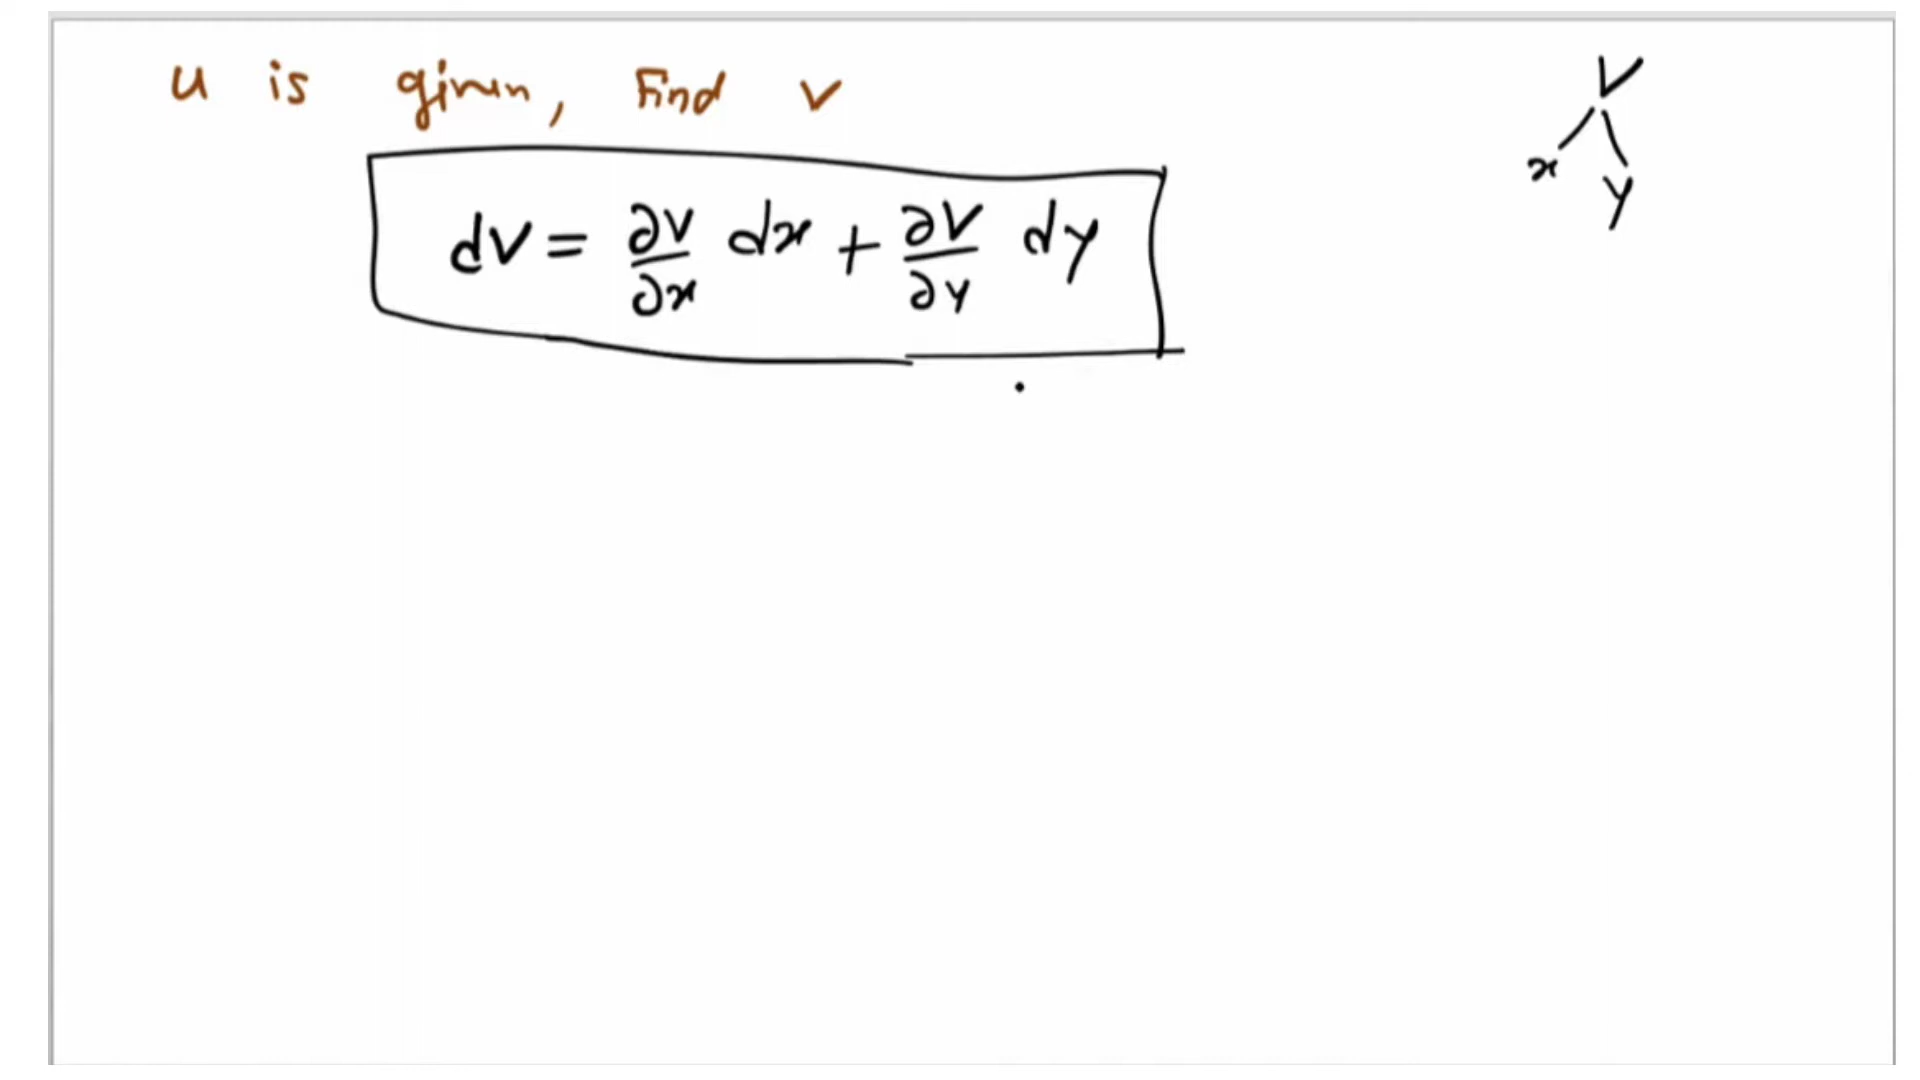 u is given, Find v
V
x
y
dv = ∂v/∂x dx + ∂v/∂y dy